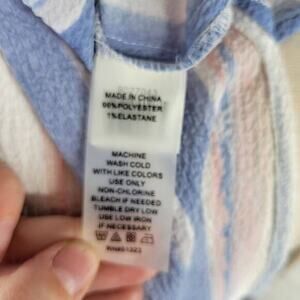 MADE IN CHINA
99%POLYESTER
1%ELASTANE
MACHINE
WASH COLD
WITH LIKE COLORS
USE ONLY
NON-CHLORINE
BLEACH IF NEEDED
TUMBLE DRY LOW
USE LOW IRON
IF NECESSARY